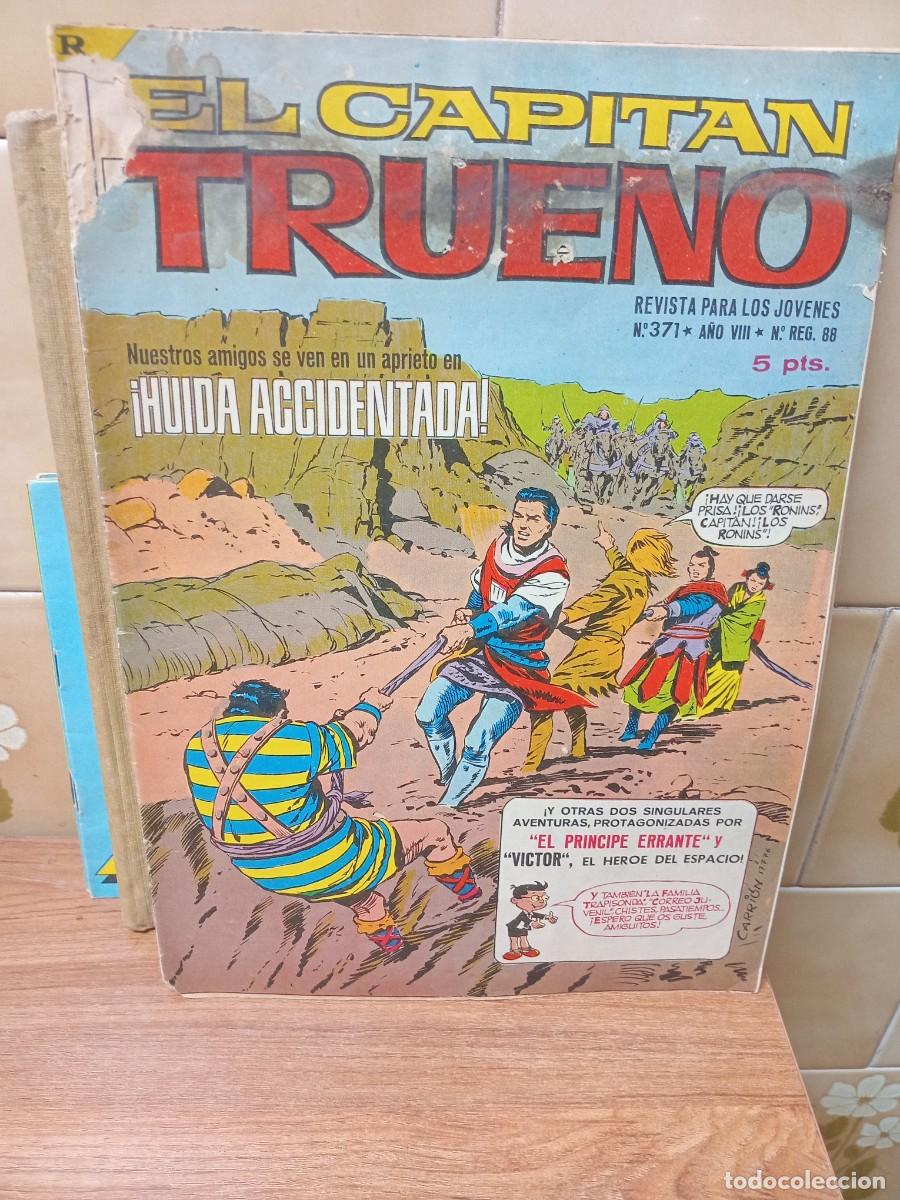 R
EL CAPITAN
TRUENO
REVISTA PARA LOS JOVENES
N.º 371 ★ AÑO VIII ★ N.º REG. 88
5 pts.
Nuestros amigos se ven en un aprieto en
¡HUIDA ACCIDENTADA!
¡HAY QUE DARSE
PRISA! ¡LOS "RONINS",
CAPITÁN! ¡LOS
RONINS"!
¡Y OTRAS DOS SINGULARES
AVENTURAS, PROTAGONIZADAS POR
"EL PRINCIPE ERRANTE" y
"VICTOR", EL HEROE DEL ESPACIO!
Y TAMBIÉN "LA FAMILIA
TRAPISONDA", "CORREO JU-
VENIL", CHISTES, PASATIEMPOS...
¡ESPERO QUE OS GUSTE,
AMIGUITOS!
CARRIÓN
todocoleccion